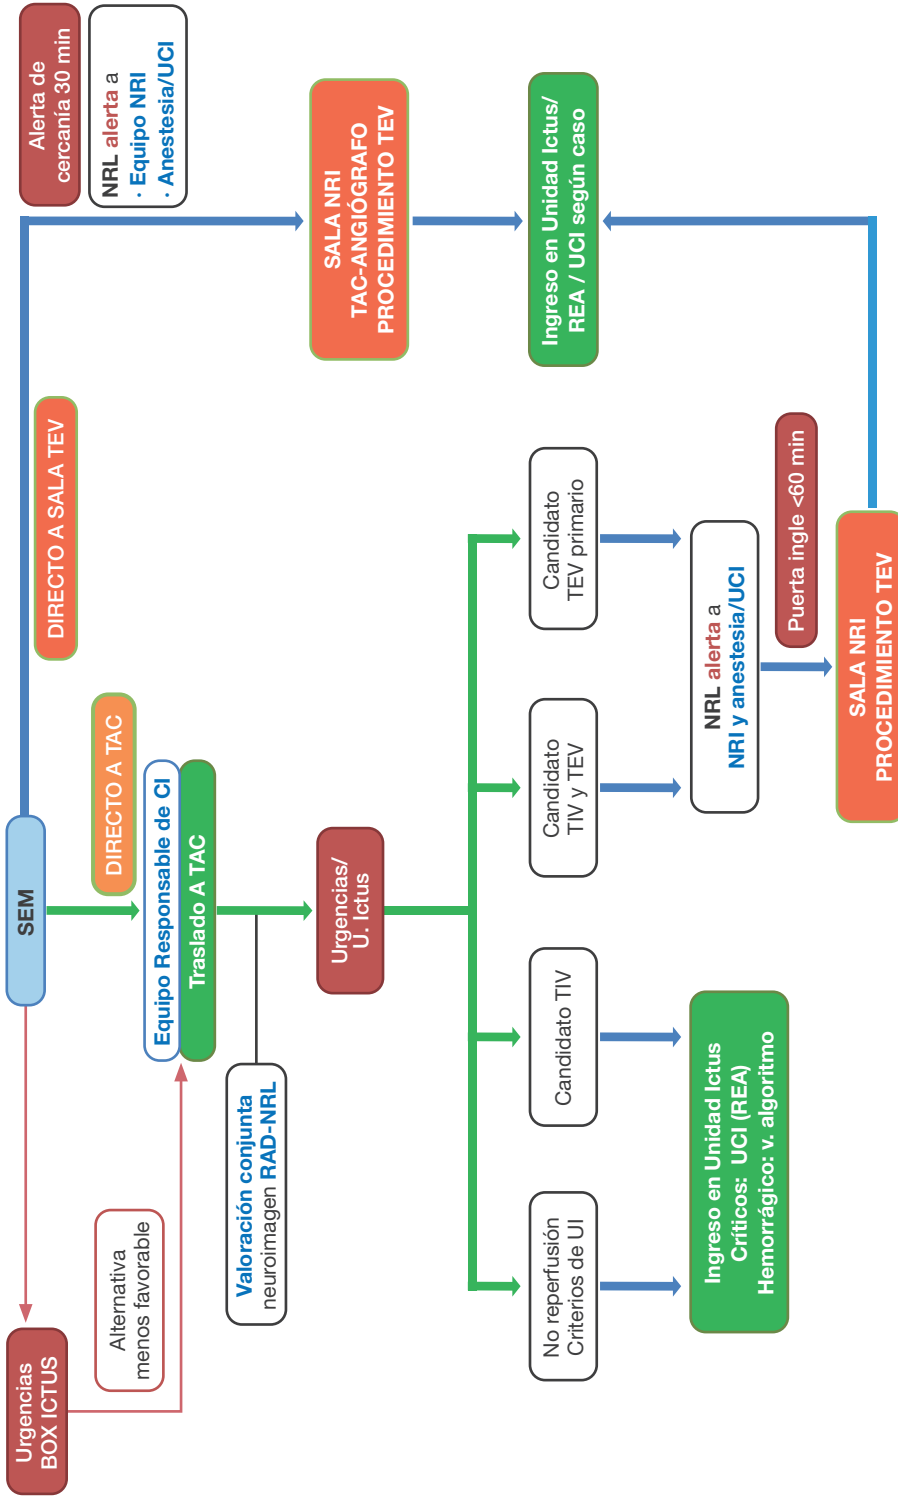 Urgencias
BOX ICTUS
SEM
DIRECTO A SALA TEV
Alerta de
cercanía 30 min
NRL alerta a
· Equipo NRI
· Anestesia/UCI
Alternativa
menos favorable
DIRECTO A TAC
Equipo Responsable de CI
Traslado A TAC
Valoración conjunta
neuroimagen RAD-NRL
Urgencias/
U. Ictus
SALA NRI
TAC-ANGIÓGRAFO
PROCEDIMIENTO TEV
No reperfusión
Criterios de UI
Candidato TIV
Candidato
TIV y TEV
Candidato
TEV primario
Ingreso en Unidad Ictus/
REA / UCI según caso
Ingreso en Unidad Ictus
Críticos: UCI (REA)
Hemorrágico: v. algoritmo
NRL alerta a
NRI y anestesia/UCI
Puerta ingle <60 min
SALA NRI
PROCEDIMIENTO TEV